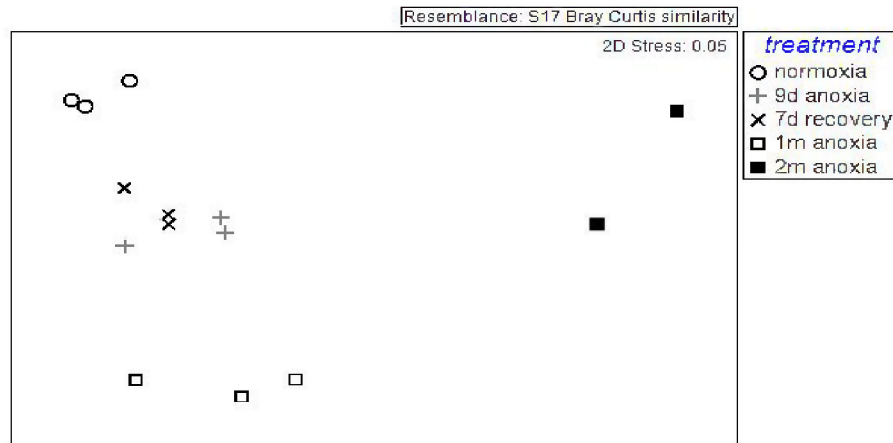 Resemblance: S17 Bray Curtis similarity
2D Stress: 0.05
treatment
normoxia
9d anoxia
7d recovery
1m anoxia
2m anoxia